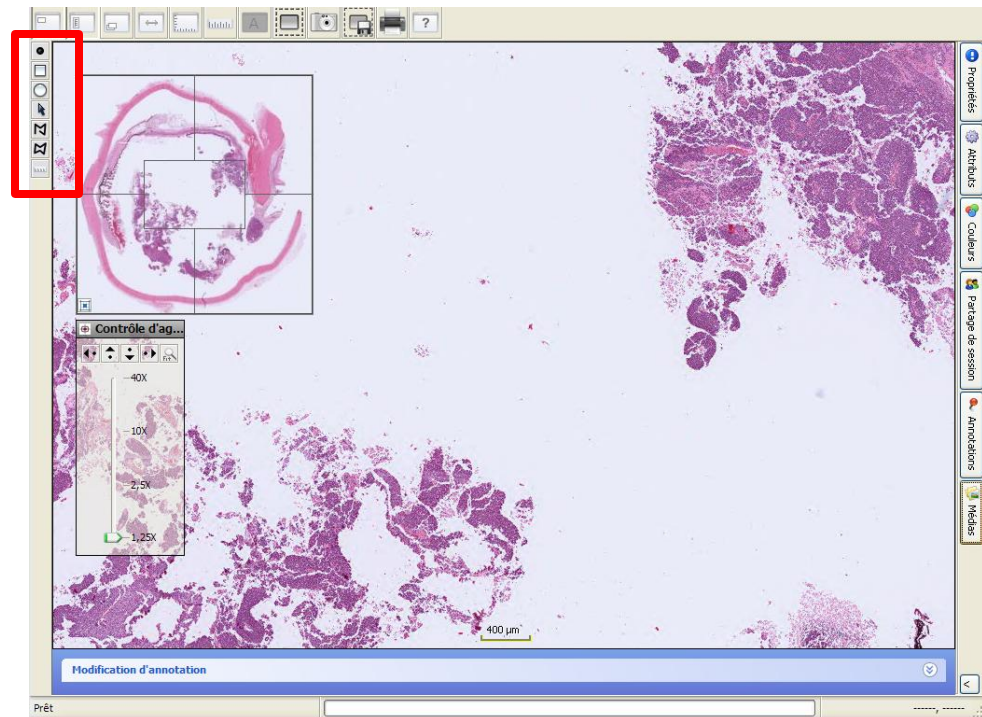 A
?
Propriétés
Attributs
Couleurs
Partage de session
Annotations
Médias
Contrôle d'ag...
Fit
40X
10X
2,5X
1,25X
400 µm
Modification d'annotation
<
Prêt
------, ------